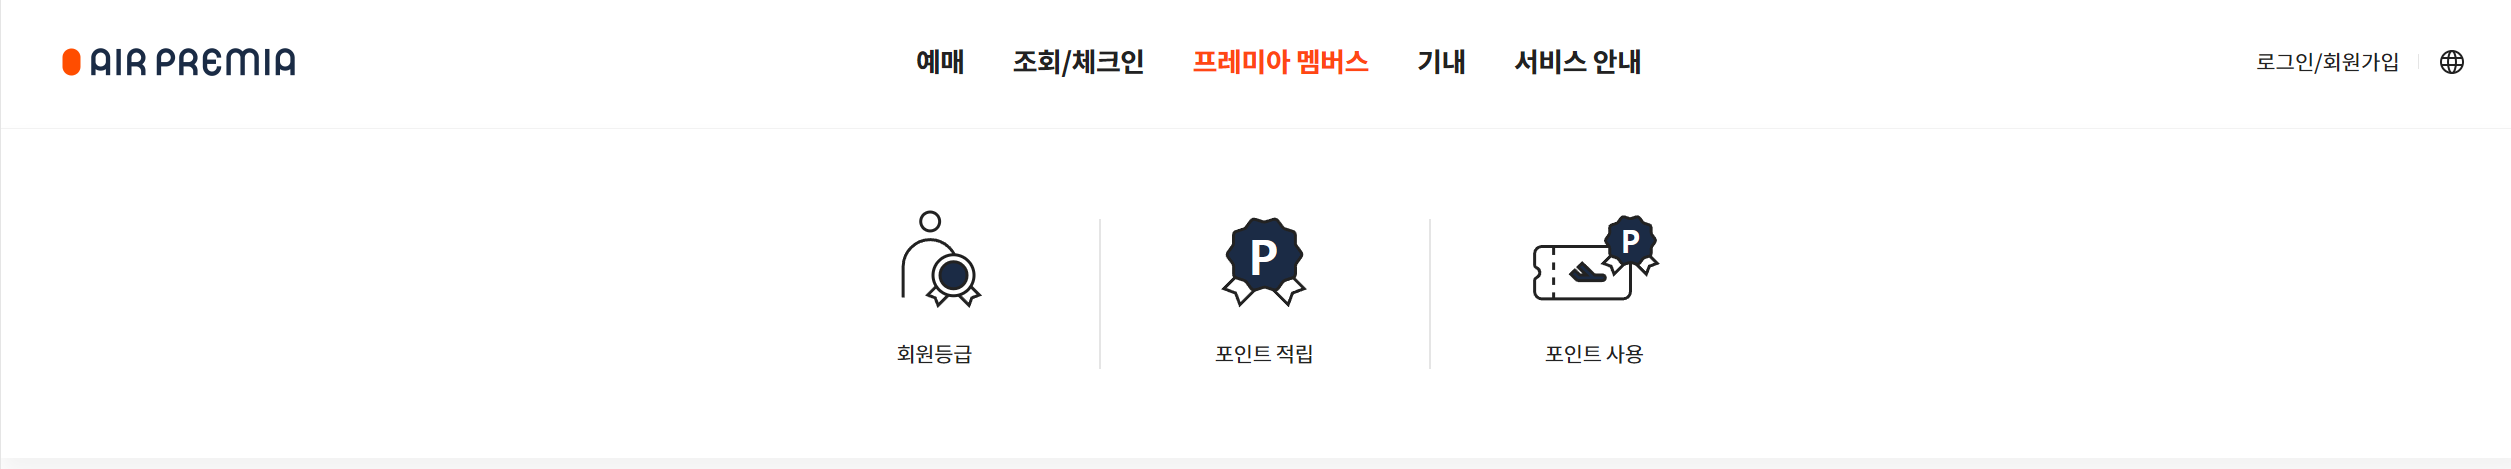 AIR PREMIA
예매 조회/체크인 프레미아 멤버스 기내 서비스 안내
로그인/회원가입
P
P
회원등급
포인트 적립
포인트 사용